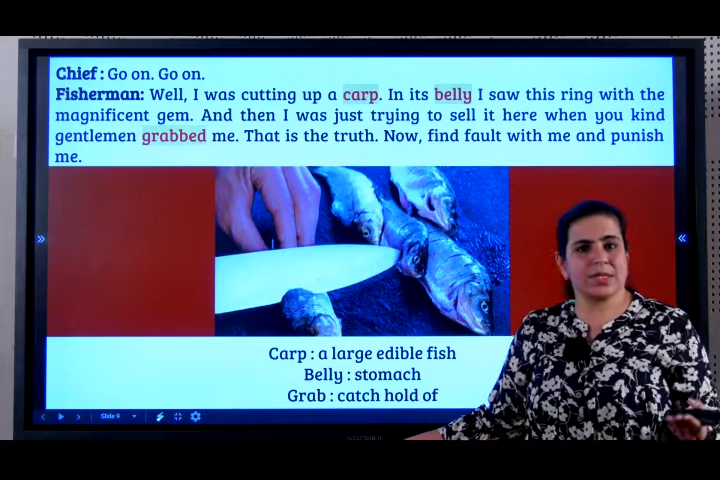 Chief : Go on. Go on.
Fisherman: Well, I was cutting up a carp. In its belly I saw this ring with the
magnificent gem. And then I was just trying to sell it here when you kind
gentlemen grabbed me. That is the truth. Now, find fault with me and punish
me.
Carp : a large edible fish
Belly : stomach
Grab : catch hold of
Slide 9